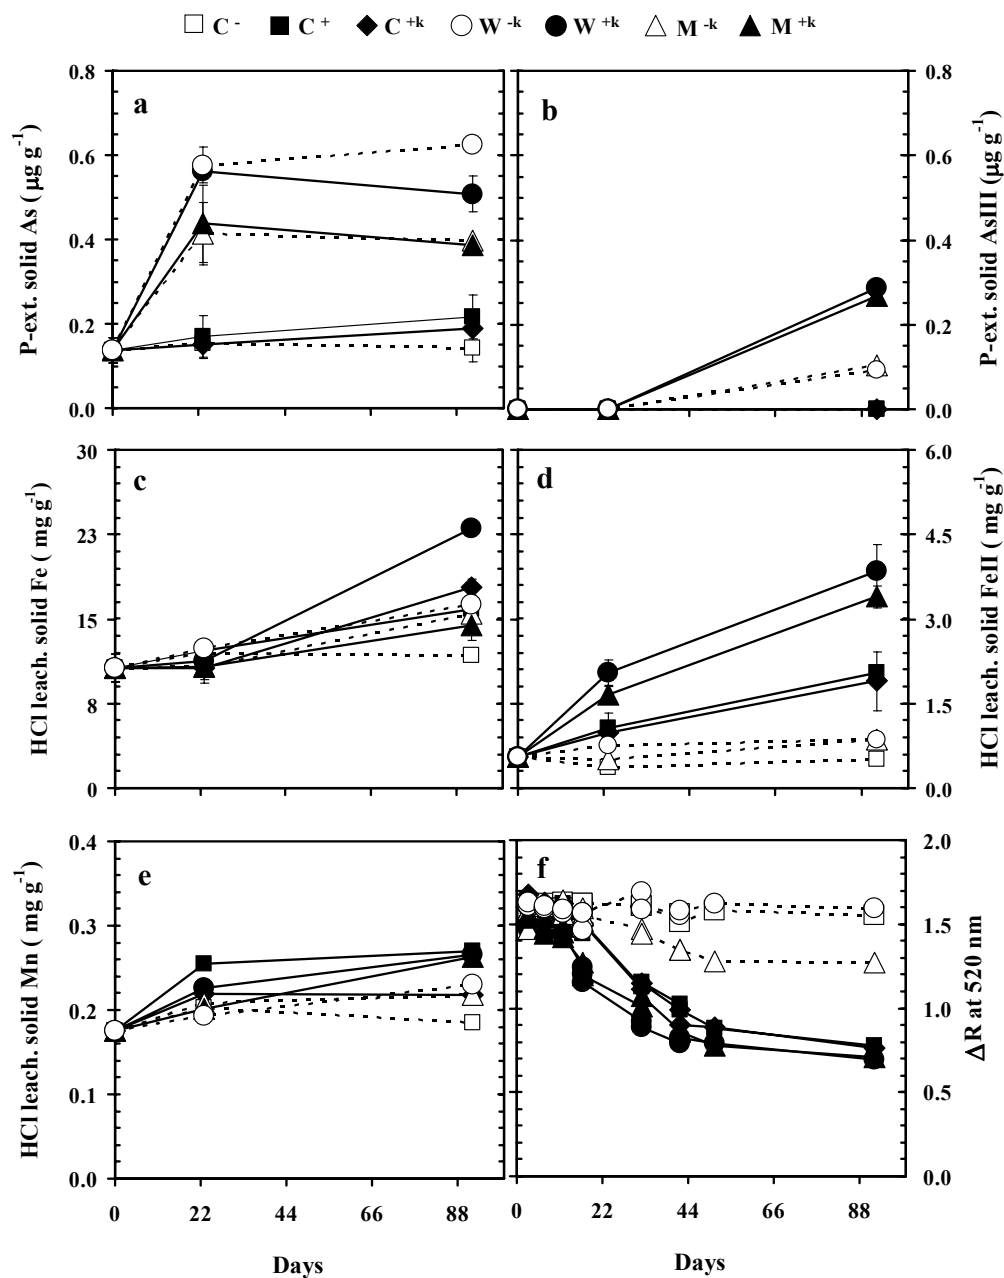 C - C + C +k W -k W +k M -k M +k
a
P-ext. solid As (µg g-1)
0.8
0.6
0.4
0.2
0.0
b
0.8
0.6
0.4
0.2
0.0
P-ext. solid AsIII (µg g-1)
c
HCl leach. solid Fe ( mg g-1)
30
23
15
8
0
d
6.0
4.5
3.0
1.5
0.0
HCl leach. solid FeII ( mg g-1)
e
HCl leach. solid Mn ( mg g-1)
0.4
0.3
0.2
0.1
0.0
0 22 44 66 88
Days
f
2.0
1.5
1.0
0.5
0.0
ΔR at 520 nm
0 22 44 66 88
Days